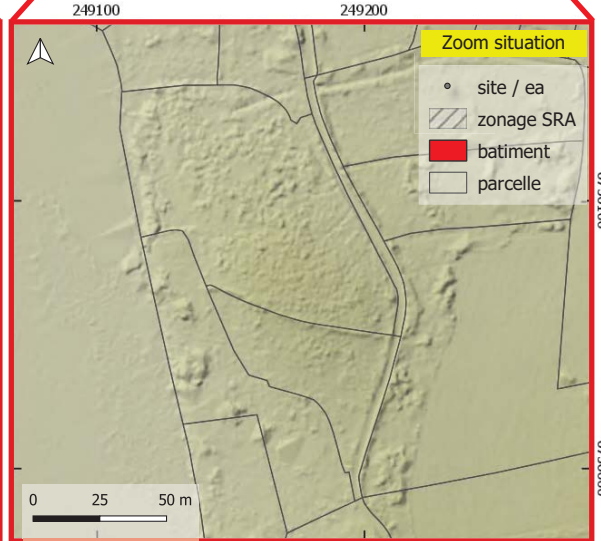 249100 249200
Zoom situation
site / ea
zonage SRA
batiment
parcelle
0 25 50 m